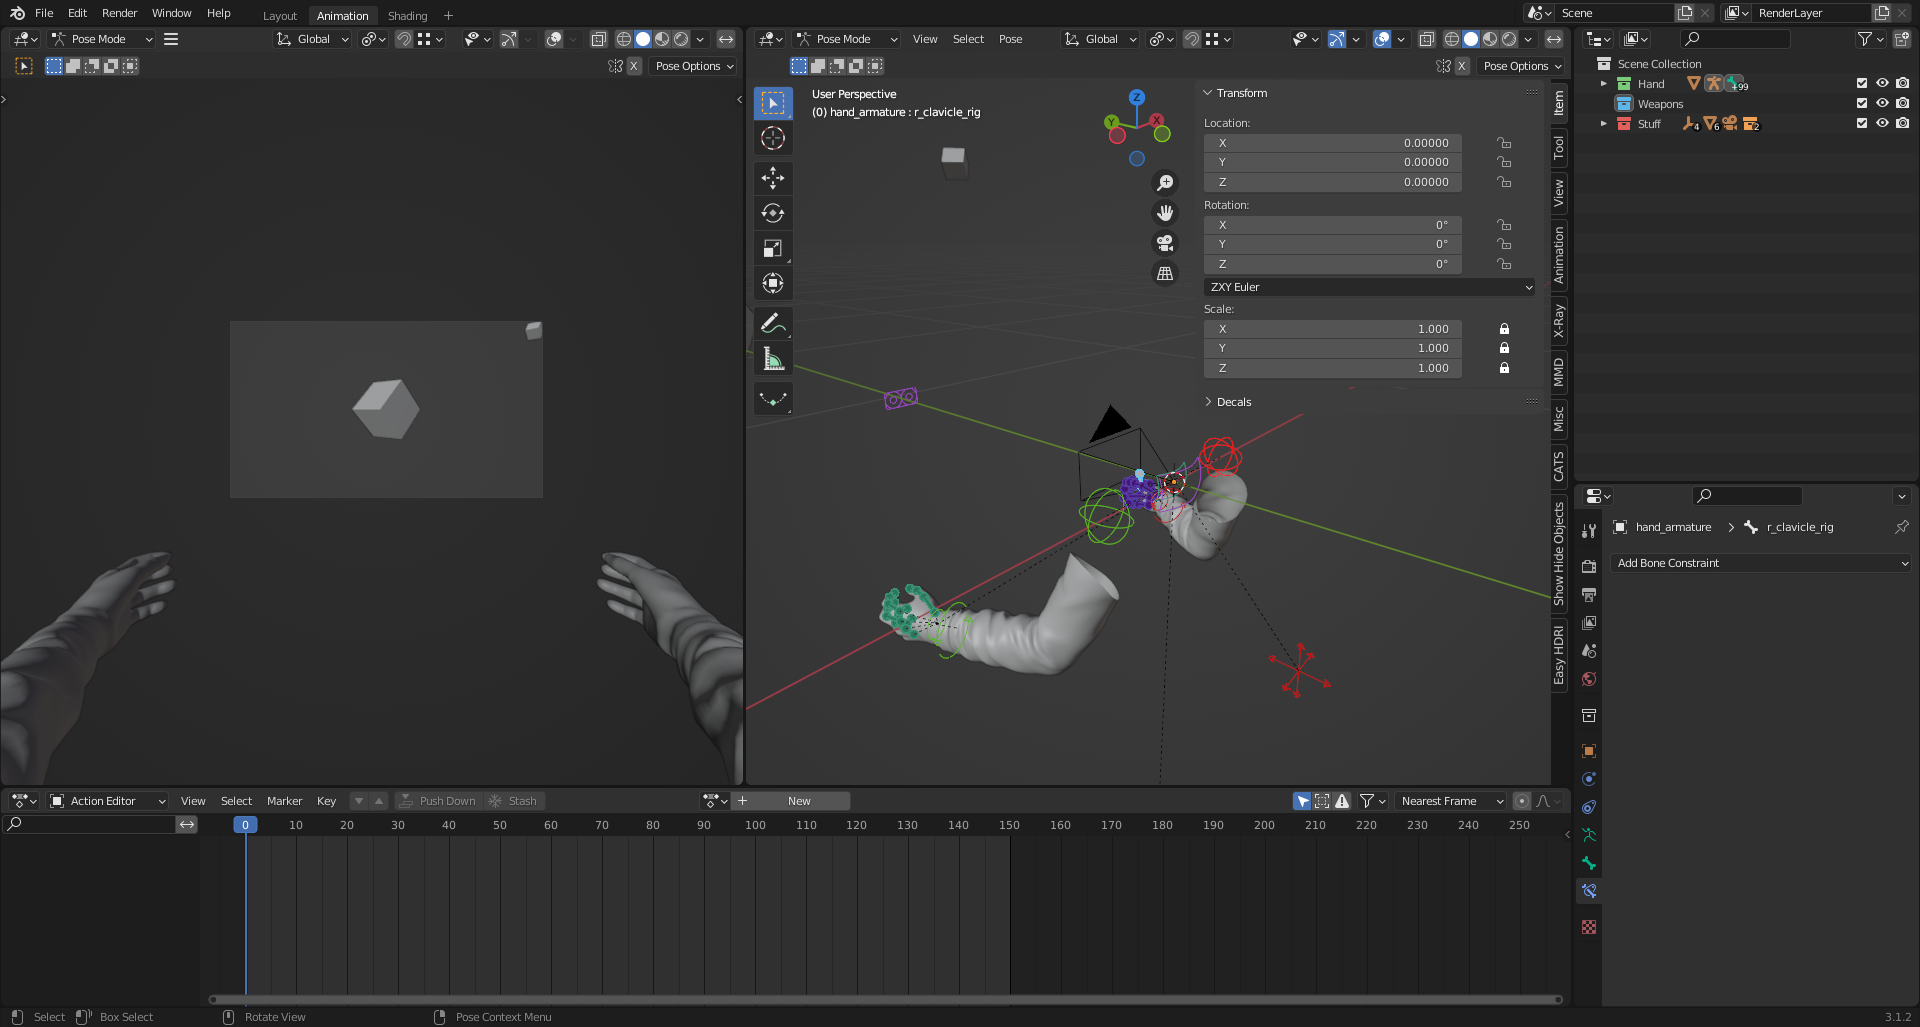 File Edit Render Window Help Layout Animation Shading + Scene RenderLayer
Pose Mode Global
Pose Mode View Select Pose Global
X Pose Options
X Pose Options
User Perspective
(0) hand_armature : r_clavicle_rig
Z
Y
X
Transform
Location:
X 0.00000
Y 0.00000
Z 0.00000
Rotation:
X 0°
Y 0°
Z 0°
ZXY Euler
Scale:
X 1.000
Y 1.000
Z 1.000
Decals
Item
Tool
View
Animation
X-Ray
MMD
Misc
CATS
Show Hide Objects
Easy HDRI
Scene Collection
Hand +99
Weapons
Stuff 4 6 2
hand_armature r_clavicle_rig
Add Bone Constraint
Action Editor View Select Marker Key Push Down Stash New Nearest Frame
0 10 20 30 40 50 60 70 80 90 100 110 120 130 140 150 160 170 180 190 200 210 220 230 240 250
Select Box Select Rotate View Pose Context Menu 3.1.2